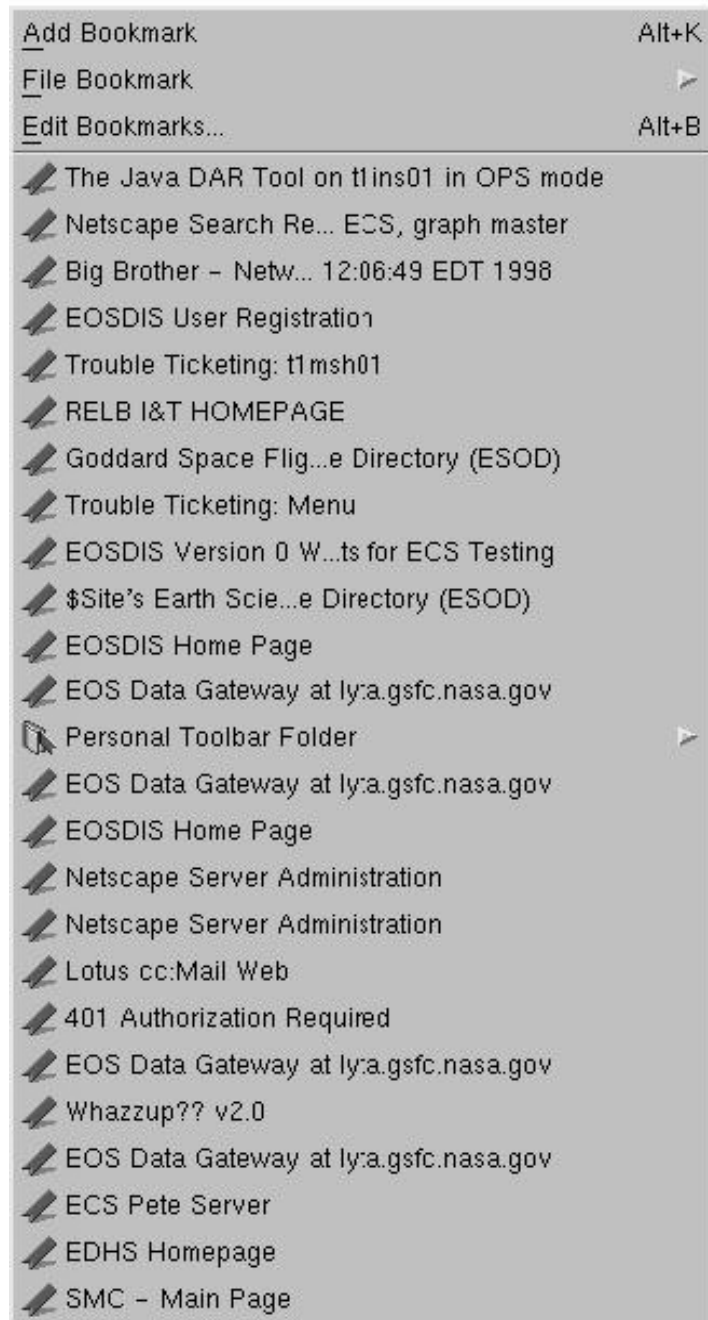 Add Bookmark Alt+K
File Bookmark
Edit Bookmarks... Alt+B
The Java DAR Tool on t1ins01 in OPS mode
Netscape Search Re... ECS, graph master
Big Brother – Netw... 12:06:49 EDT 1998
EOSDIS User Registration
Trouble Ticketing: t1msh01
RELB I&T HOMEPAGE
Goddard Space Flig...e Directory (ESOD)
Trouble Ticketing: Menu
EOSDIS Version 0 W...ts for ECS Testing
$Site's Earth Scie...e Directory (ESOD)
EOSDIS Home Page
EOS Data Gateway at lyta.gsfc.nasa.gov
Personal Toolbar Folder
EOS Data Gateway at lyta.gsfc.nasa.gov
EOSDIS Home Page
Netscape Server Administration
Netscape Server Administration
Lotus cc:Mail Web
401 Authorization Required
EOS Data Gateway at lyta.gsfc.nasa.gov
Whazzup?? v2.0
EOS Data Gateway at lyta.gsfc.nasa.gov
ECS Pete Server
EDHS Homepage
SMC – Main Page